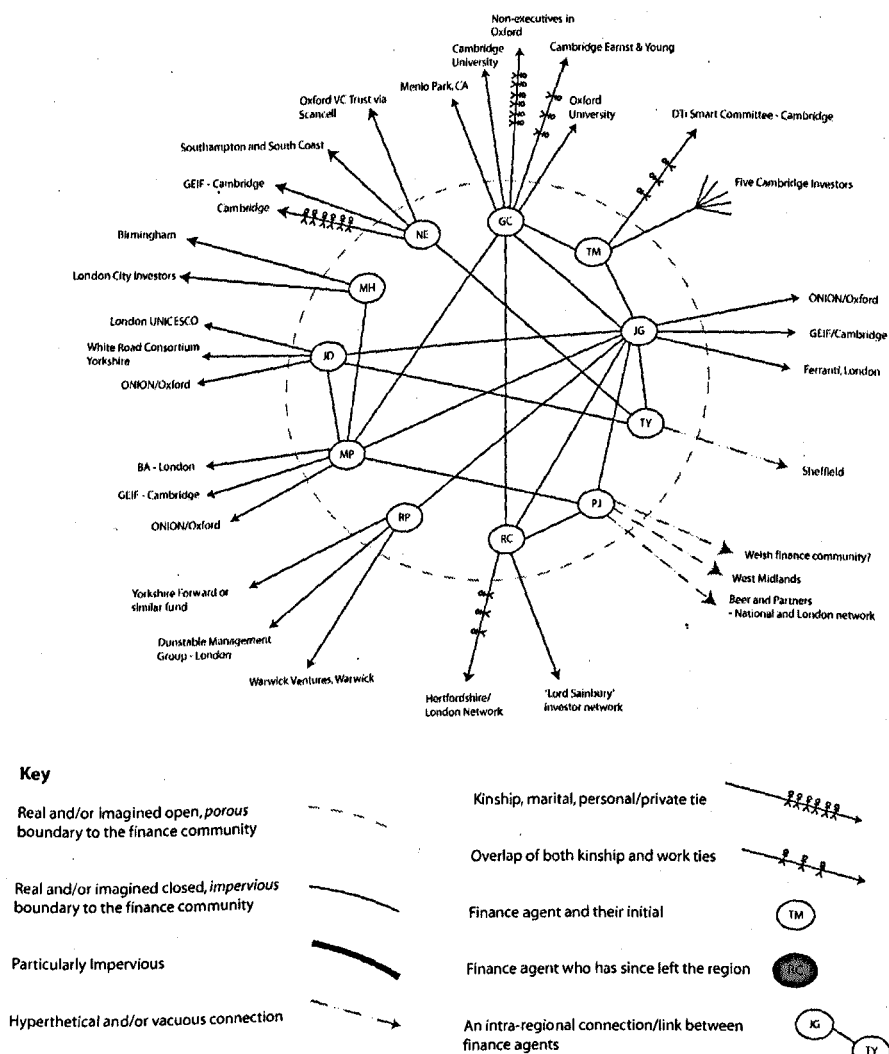 Non-executives in
Oxford
Cambridge
University
Cambridge Earnst & Young
Menlo Park, CA
Oxford
University
Oxford VC Trust via
Scancell
DTi Smart Committee - Cambridge
Southampton and South Coast
Five Cambridge Investors
GEIF - Cambridge
Cambridge
NE
GC
TM
Birmingham
London City Investors
MH
ONION/Oxford
JG
GEIF/Cambridge
Ferranti, London
London UNICESCO
White Road Consortium
Yorkshire
JD
ONION/Oxford
TY
Sheffield
BA - London
MP
GEIF - Cambridge
ONION/Oxford
RP
RC
PJ
Welsh finance community?
West Midlands
Beer and Partners
- National and London network
Yorkshire Forward or
similar fund
Dunstable Management
Group - London
Warwick Ventures, Warwick
Hertfordshire/
London Network
'Lord Sainbury'
investor network
Key
Real and/or imagined open, porous
boundary to the finance community
Real and/or imagined closed, impervious
boundary to the finance community
Particularly Impervious
Hyperthetical and/or vacuous connection
Kinship, marital, personal/private tie
Overlap of both kinship and work ties
Finance agent and their initial
TM
Finance agent who has since left the region
RC
An intra-regional connection/link between
finance agents
JG
TY